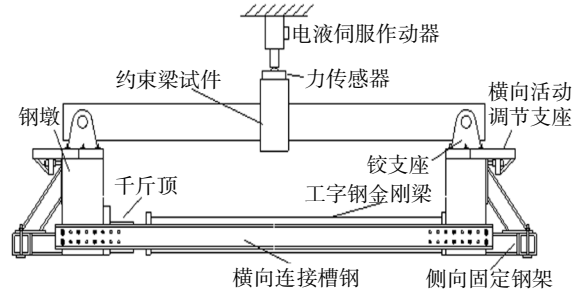 电液伺服作动器
约束梁试件
力传感器
钢墩
横向活动
调节支座
铰支座
千斤顶
工字钢金刚梁
横向连接槽钢
侧向固定钢架